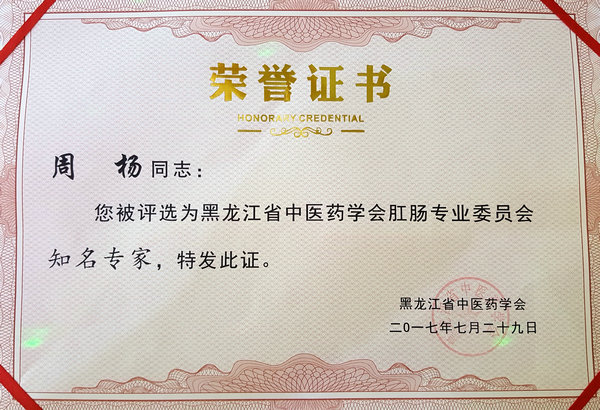 荣誉证书
HONORARY CREDENTIAL
周 杨同志：
您被评选为黑龙江省中医药学会肛肠专业委员会
知名专家，特发此证。
黑龙江省中医药学会
二〇一七年七月二十九日